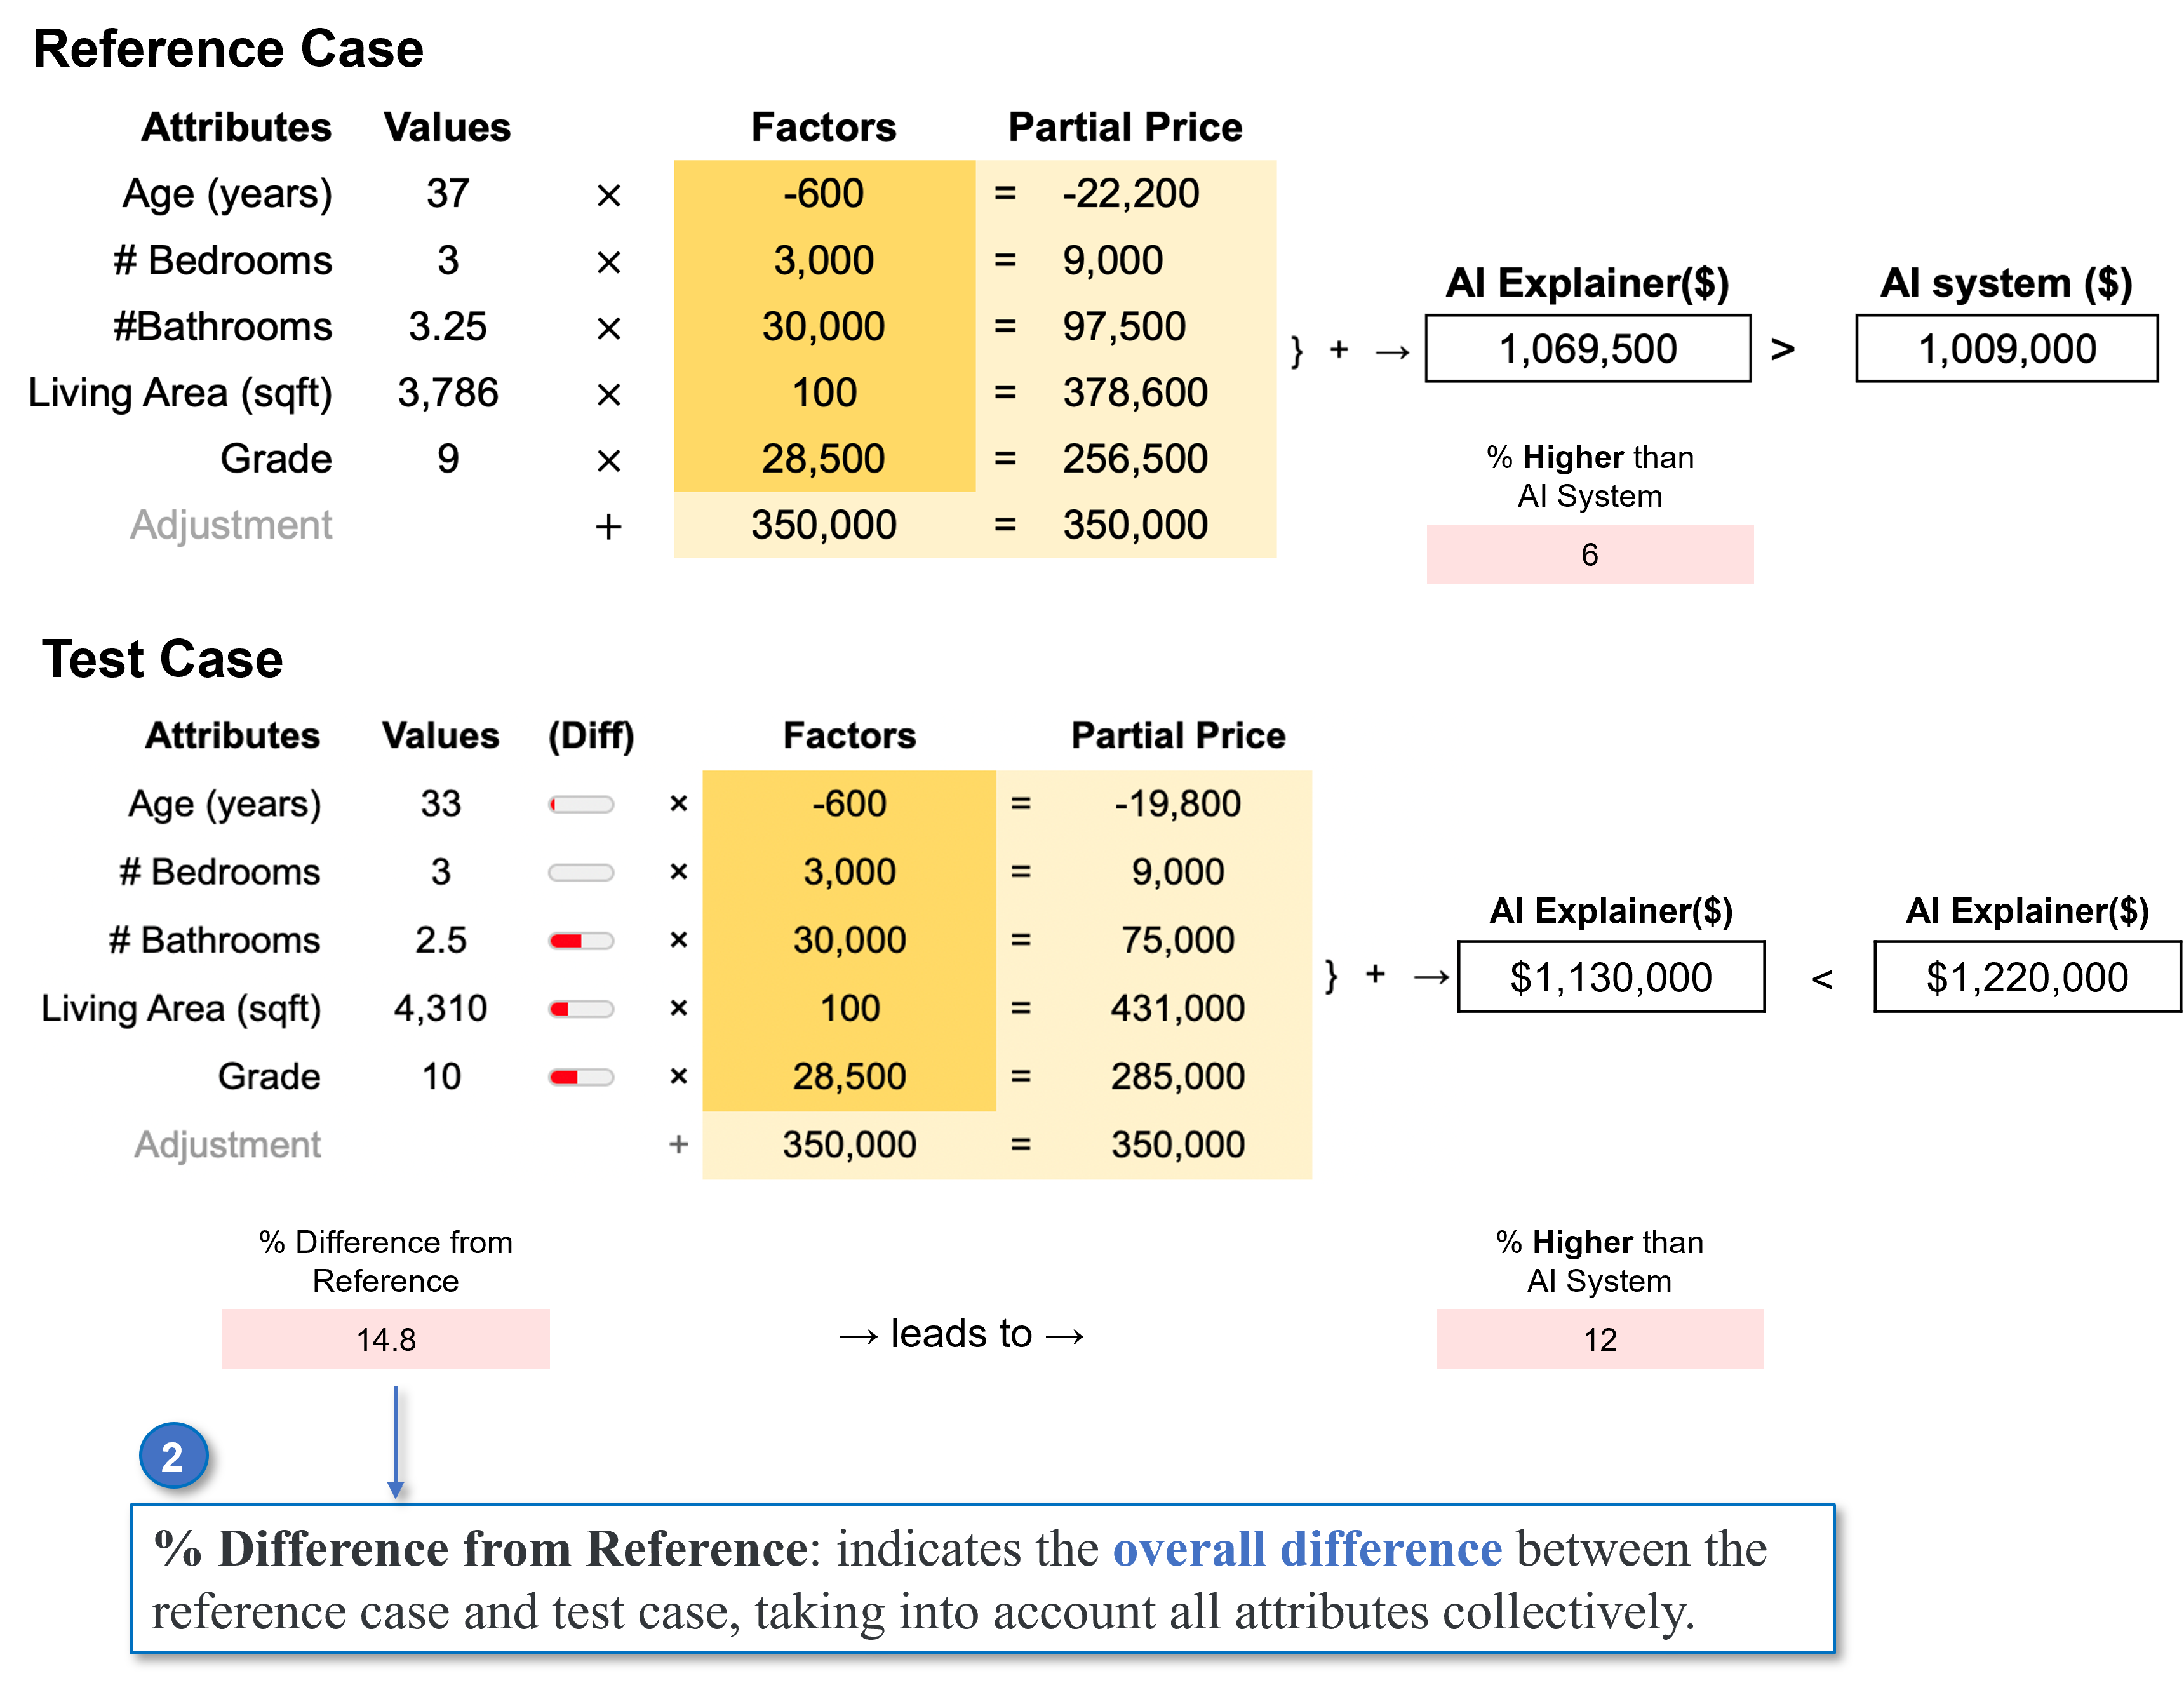 Reference Case
Attributes Values Factors Partial Price
Age (years) 37 × -600 = -22,200
# Bedrooms 3 × 3,000 = 9,000
#Bathrooms 3.25 × 30,000 = 97,500
Living Area (sqft) 3,786 × 100 = 378,600
Grade 9 × 28,500 = 256,500
Adjustment + 350,000 = 350,000
} + → AI Explainer($) > AI system ($)
1,069,500 1,009,000
% Higher than
AI System
6
Test Case
Attributes Values (Diff) Factors Partial Price
Age (years) 33 × -600 = -19,800
# Bedrooms 3 × 3,000 = 9,000
# Bathrooms 2.5 × 30,000 = 75,000
Living Area (sqft) 4,310 × 100 = 431,000
Grade 10 × 28,500 = 285,000
Adjustment + 350,000 = 350,000
AI Explainer($) AI Explainer($)
} + → $1,130,000 < $1,220,000
% Difference from
Reference
14.8
→ leads to →
% Higher than
AI System
12
2
% Difference from Reference: indicates the overall difference between the
reference case and test case, taking into account all attributes collectively.